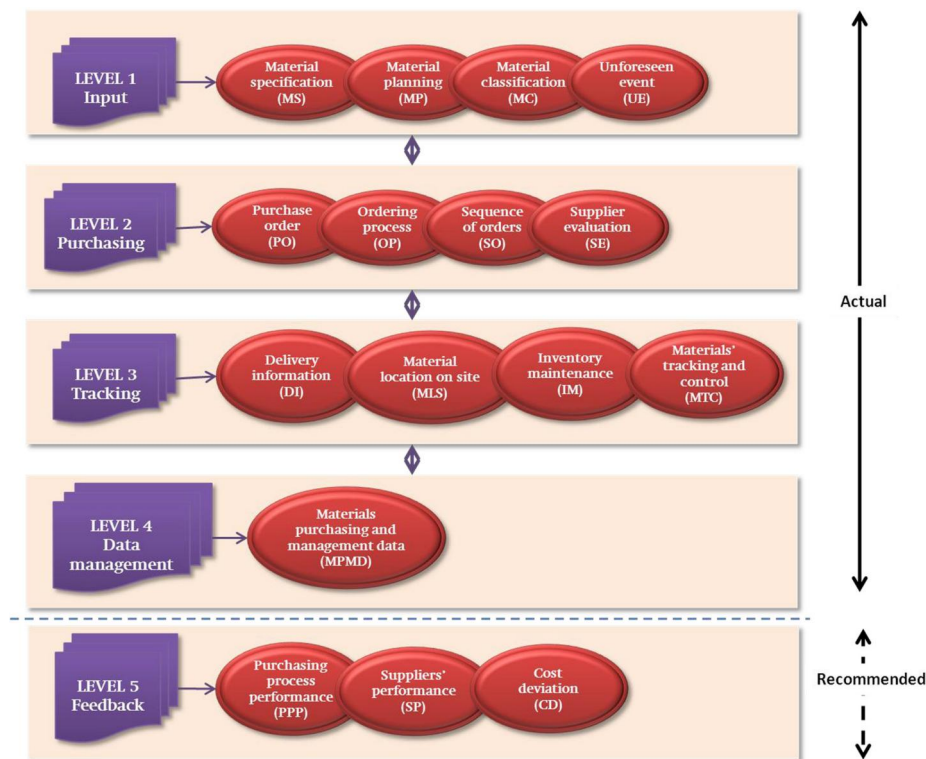 LEVEL 1
Input
Material
specification
(MS)
Material
planning
(MP)
Material
classification
(MC)
Unforeseen
event
(UE)
LEVEL 2
Purchasing
Purchase
order
(PO)
Ordering
process
(OP)
Sequence
of orders
(SO)
Supplier
evaluation
(SE)
Actual
LEVEL 3
Tracking
Delivery
information
(DI)
Material
location on site
(MLS)
Inventory
maintenance
(IM)
Materials'
tracking and
control
(MTC)
LEVEL 4
Data
management
Materials
purchasing and
management data
(MPMD)
LEVEL 5
Feedback
Purchasing
process
performance
(PPP)
Suppliers'
performance
(SP)
Cost
deviation
(CD)
Recommended